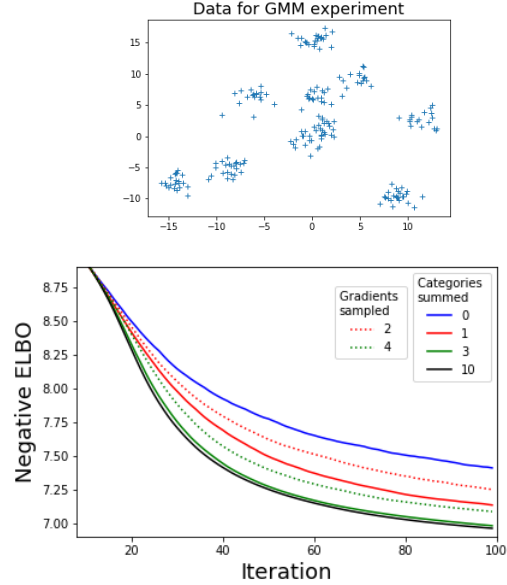 Data for GMM experiment
15
10
5
0
−5
−10
−15 −10 −5 0 5 10
Negative ELBO
8.75
8.50
8.25
8.00
7.75
7.50
7.25
7.00
Gradients
sampled
2
4
Categories
summed
0
1
3
10
20 40 60 80 100
Iteration